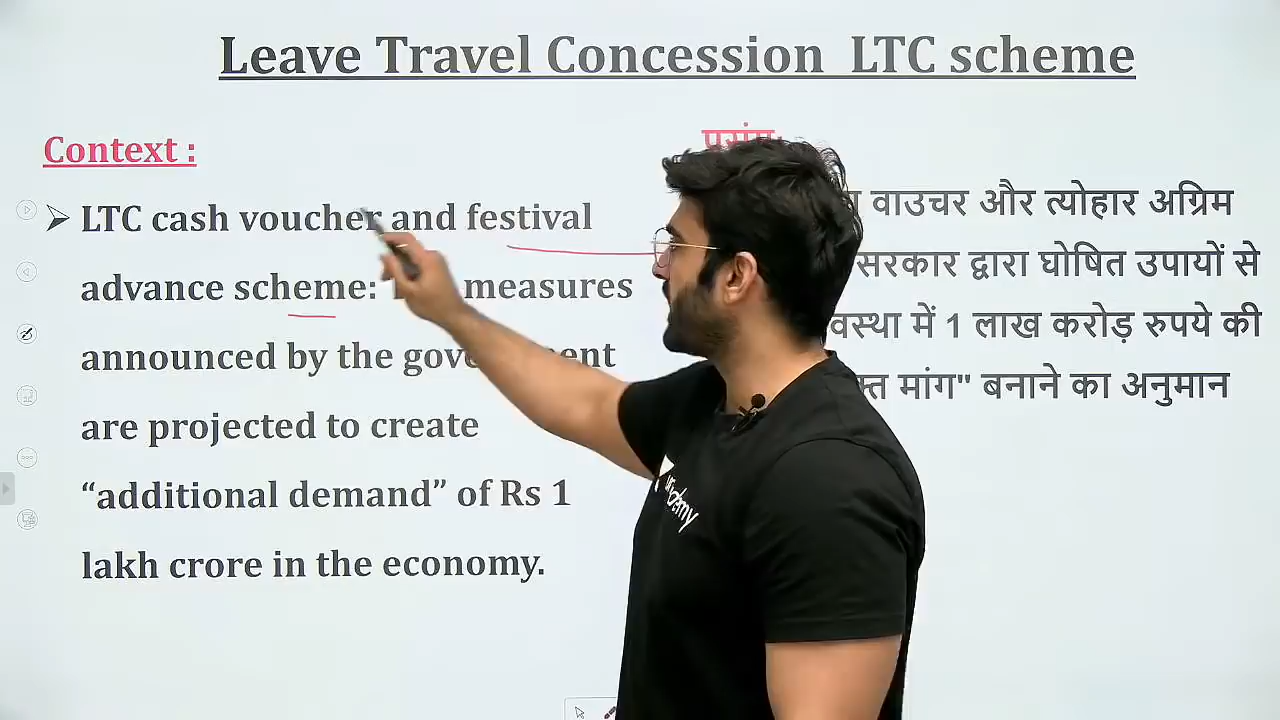 Leave Travel Concession LTC scheme
Context :
LTC cash voucher and festival
advance scheme: measures
announced by the government
are projected to create
“additional demand” of Rs 1
lakh crore in the economy.
प्रसंग:
वाउचर और त्योहार अग्रिम
सरकार द्वारा घोषित उपायों से
में 1 लाख करोड़ रुपये की
मांग" बनाने का अनुमान
unacademy